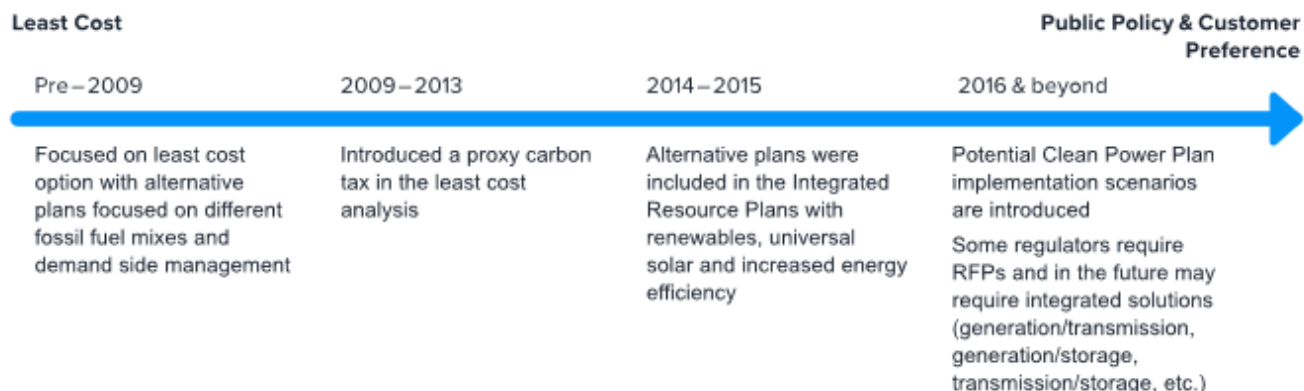 Least Cost
Public Policy & Customer
Preference
Pre–2009
2009–2013
2014–2015
2016 & beyond
Focused on least cost
option with alternative
plans focused on different
fossil fuel mixes and
demand side management
Introduced a proxy carbon
tax in the least cost
analysis
Alternative plans were
included in the Integrated
Resource Plans with
renewables, universal
solar and increased energy
efficiency
Potential Clean Power Plan
implementation scenarios
are introduced
Some regulators require
RFPs and in the future may
require integrated solutions
(generation/transmission,
generation/storage,
transmission/storage, etc.)